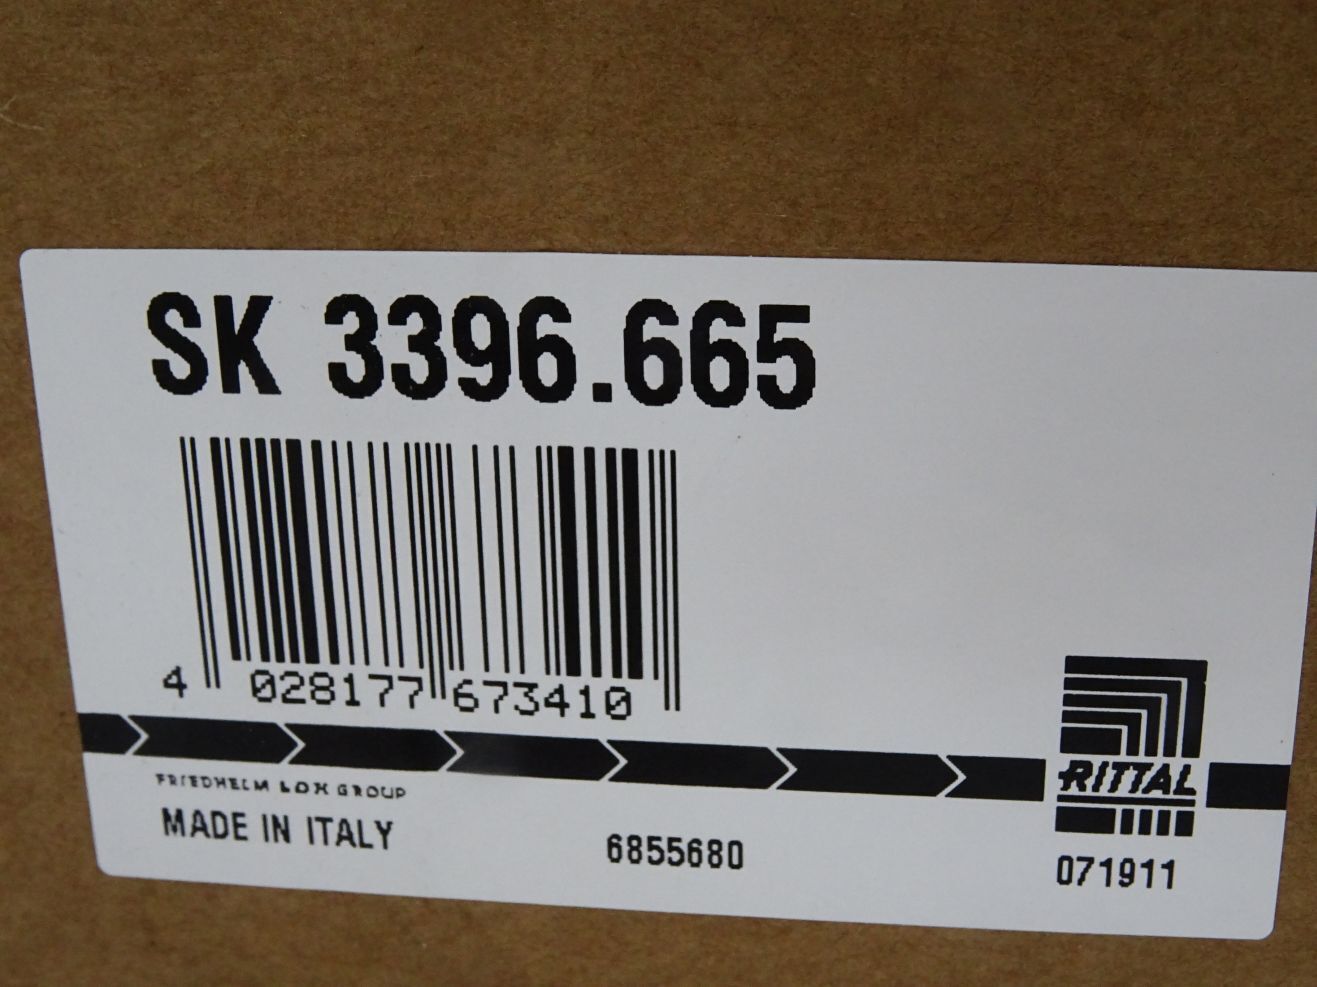 SK 3396.665
4 028177 673410
FRIEDHELM LOH GROUP
RITTAL
MADE IN ITALY
6855680
071911